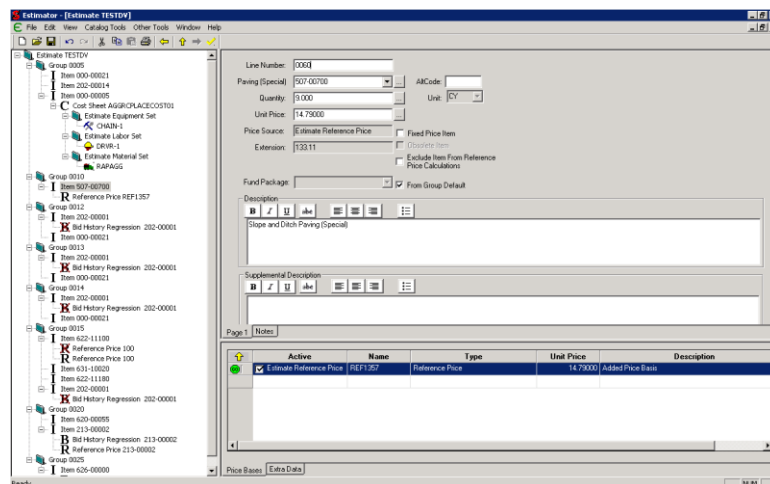 Estimator - [Estimate TESTDV]
File Edit View Catalog Tools Other Tools Window Help
Estimate TESTDV
Group 0005
Item 000-00021
Item 202-00014
Item 000-00005
C Cost Sheet AGGRCPLACECOST01
Estimate Equipment Set
CHAIN-1
Estimate Labor Set
DRVR-1
Estimate Material Set
RAPAGG
Group 0010
I Item 507-00700
R Reference Price REF1357
Group 0012
I Item 202-00001
R Bid History Regression 202-00001
I Item 000-00021
Group 0013
I Item 202-00001
R Bid History Regression 202-00001
I Item 000-00021
Group 0014
I Item 202-00001
R Bid History Regression 202-00001
I Item 000-00021
Group 0015
I Item 622-11100
R Reference Price 100
R Reference Price 100
I Item 631-10020
I Item 622-11180
I Item 202-00001
R Bid History Regression 202-00001
Group 0020
I Item 620-00055
I Item 213-00002
B Bid History Regression 213-00002
R Reference Price 213-00002
Group 0025
I Item 626-00000
Line Number: 0060
Paving (Special) 507-00700 ... AltCode:
Quantity: 9.000 ... Unit: CY
Unit Price: 14.79000 ...
Price Source: Estimate Reference Price Fixed Price Item
Extension: 133.11 Obsolete Item
Exclude Item From Reference
Price Calculations
Fund Package: From Group Default
Description
B I U abc
Slope and Ditch Paving (Special)
Supplemental Description
B I U abc
Page 1 Notes
Active Name Type Unit Price Description
Estimate Reference Price REF1357 Reference Price 14.79000 Added Price Basis
Price Bases Extra Data
Ready NUM